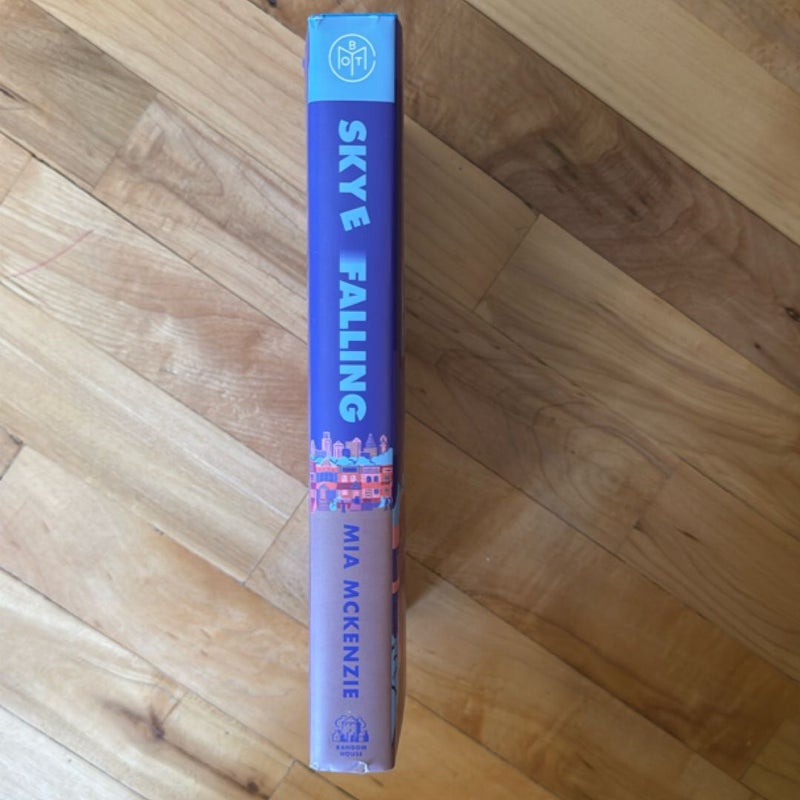 BOTM
SKYE FALLING
MIA MCKENZIE
RANDOM
HOUSE